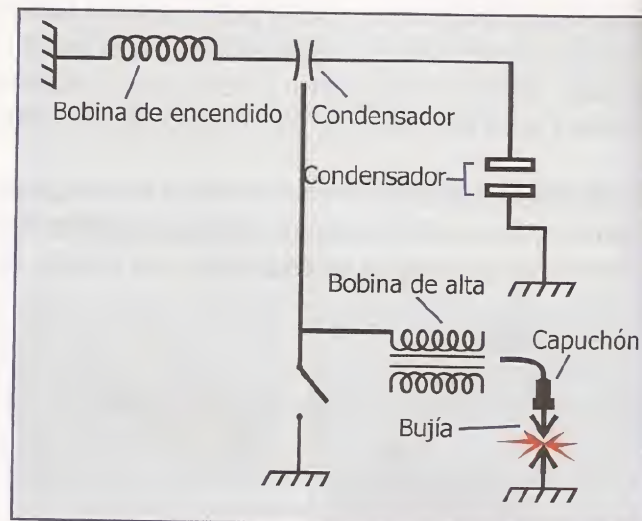 Bobina de encendido
Condensador
Condensador
Bobina de alta
Capuchón
Bujía